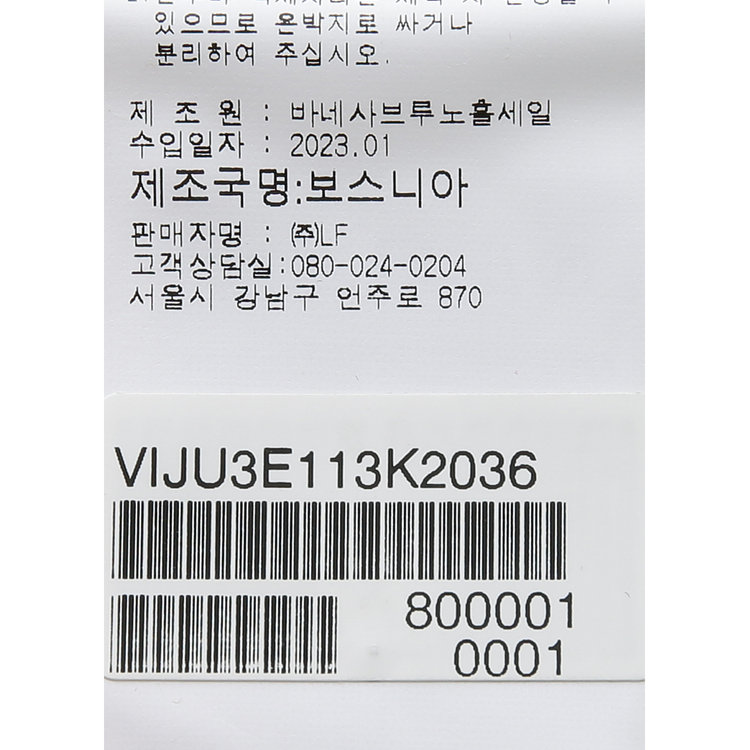 있으므로 은박지로 싸거나
분리하여 주십시오.
제 조 원 : 바네사브루노홀세일
수입일자 : 2023.01
제조국명:보스니아
판매자명 : ㈜LF
고객상담실:080-024-0204
서울시 강남구 언주로 870
VIJU3E113K2036
800001
0001